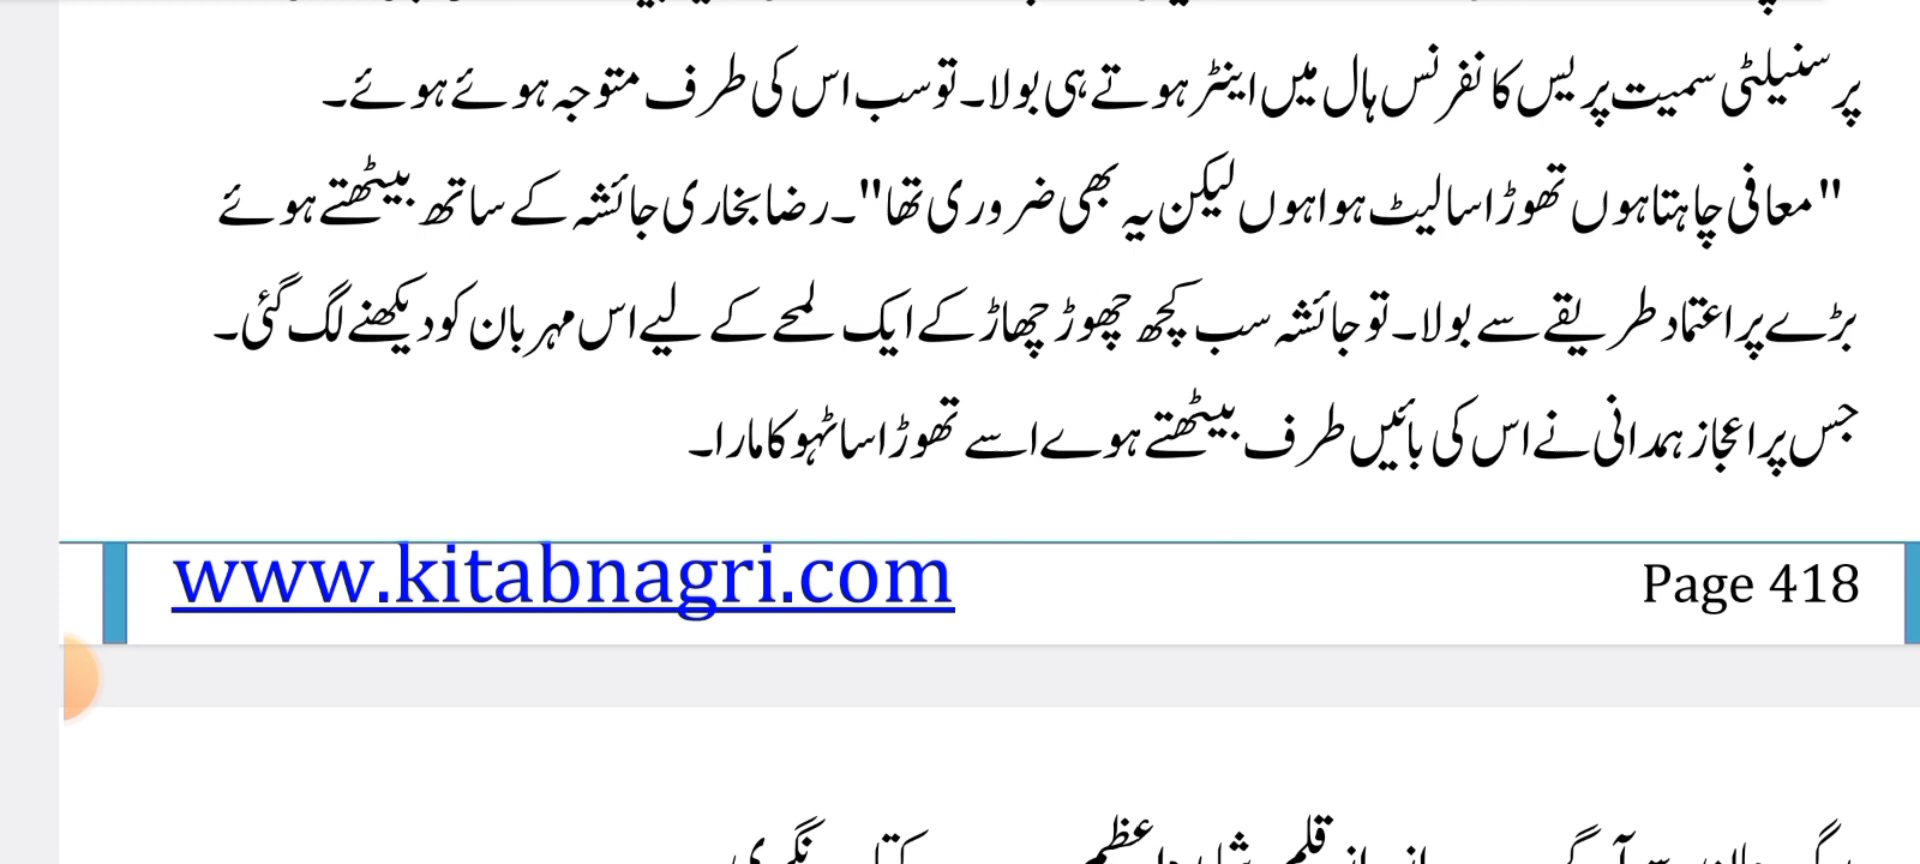 پرسنیلٹی سمیت پریس کانفرنس ہال میں اینٹر ہوتے ہی بولا۔ تو سب اس کی طرف متوجہ ہوئے ہوئے۔
"معافی چاہتا ہوں تھوڑا سا لیٹ ہوا ہوں لیکن یہ بھی ضروری تھا"۔ رضا بخاری جائشہ کے ساتھ بیٹھتے ہوئے
بڑے پر اعتماد طریقے سے بولا۔ تو جائشہ سب کچھ چھوڑ چھاڑ کے ایک لمحے کے لیے اس مہربان کو دیکھنے لگ گئی۔
جس پر اعجاز ہمدانی نے اس کی بائیں طرف بیٹھتے ہوے اسے تھوڑا سا ٹہوکا مارا۔
www.kitabnagri.com Page 418